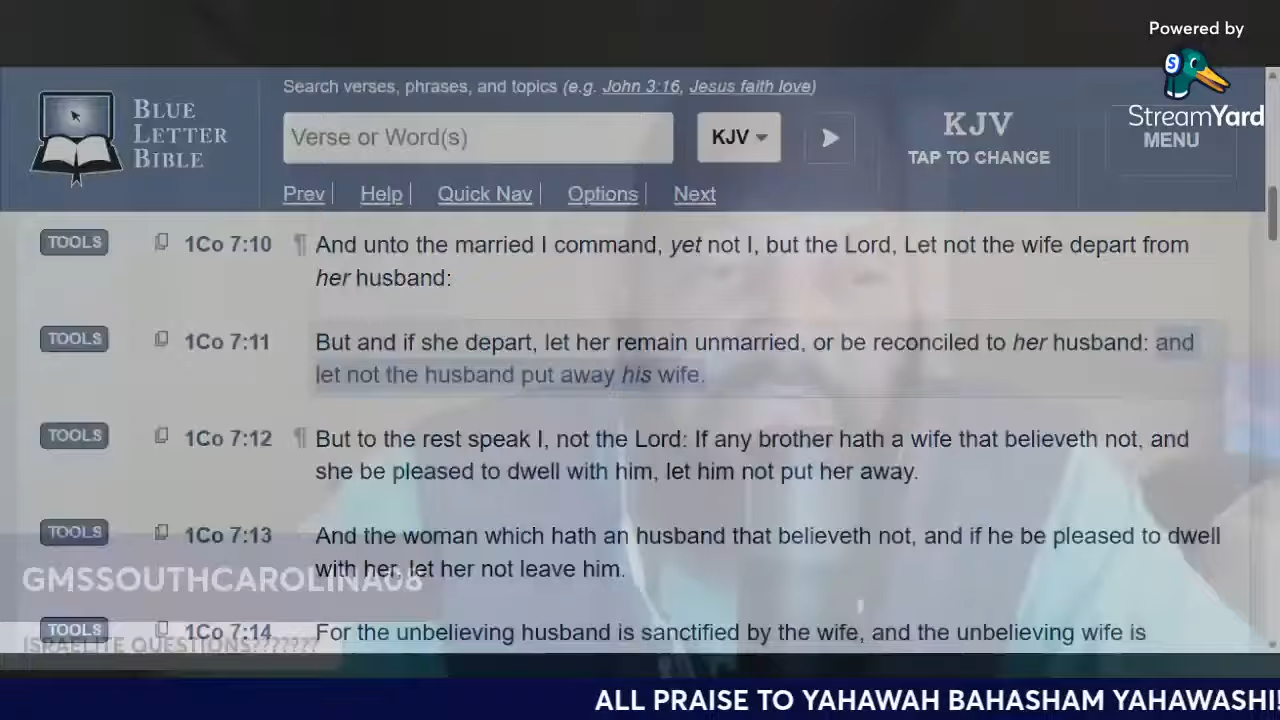 Powered by
StreamYard
Search verses, phrases, and topics (e.g. John 3:16, Jesus faith love)
BLUE
LETTER
BIBLE
Verse or Word(s)
KJV
KJV
TAP TO CHANGE
MENU
Prev
Help
Quick Nav
Options
Next
TOOLS 1Co 7:10 ¶ And unto the married I command, yet not I, but the Lord, Let not the wife depart from
her husband:
TOOLS 1Co 7:11 But and if she depart, let her remain unmarried, or be reconciled to her husband: and
let not the husband put away his wife.
TOOLS 1Co 7:12 ¶ But to the rest speak I, not the Lord: If any brother hath a wife that believeth not, and
she be pleased to dwell with him, let him not put her away.
TOOLS 1Co 7:13 And the woman which hath an husband that believeth not, and if he be pleased to dwell
with her, let her not leave him.
GMSSOUTHCAROLINA08
TOOLS 1Co 7:14 For the unbelieving husband is sanctified by the wife, and the unbelieving wife is
ISRAELITE QUESTIONS???????
ALL PRAISE TO YAHAWAH BAHASHAM YAHAWASHI!